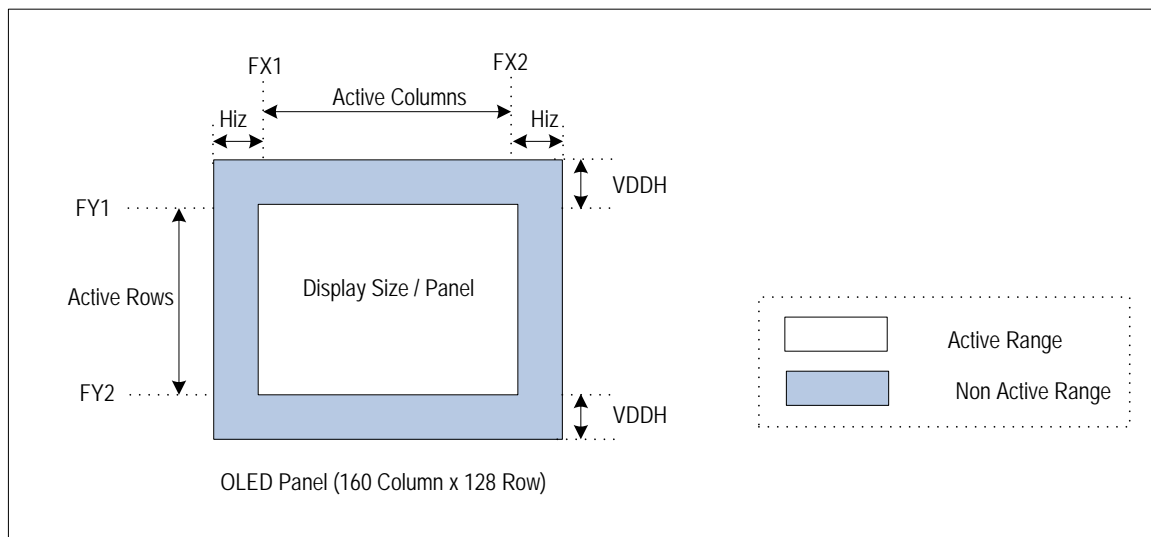 FX1
FX2
Active Columns
Hiz
Hiz
VDDH
FY1
Active Rows
Display Size / Panel
Active Range
FY2
Non Active Range
VDDH
OLED Panel (160 Column x 128 Row)